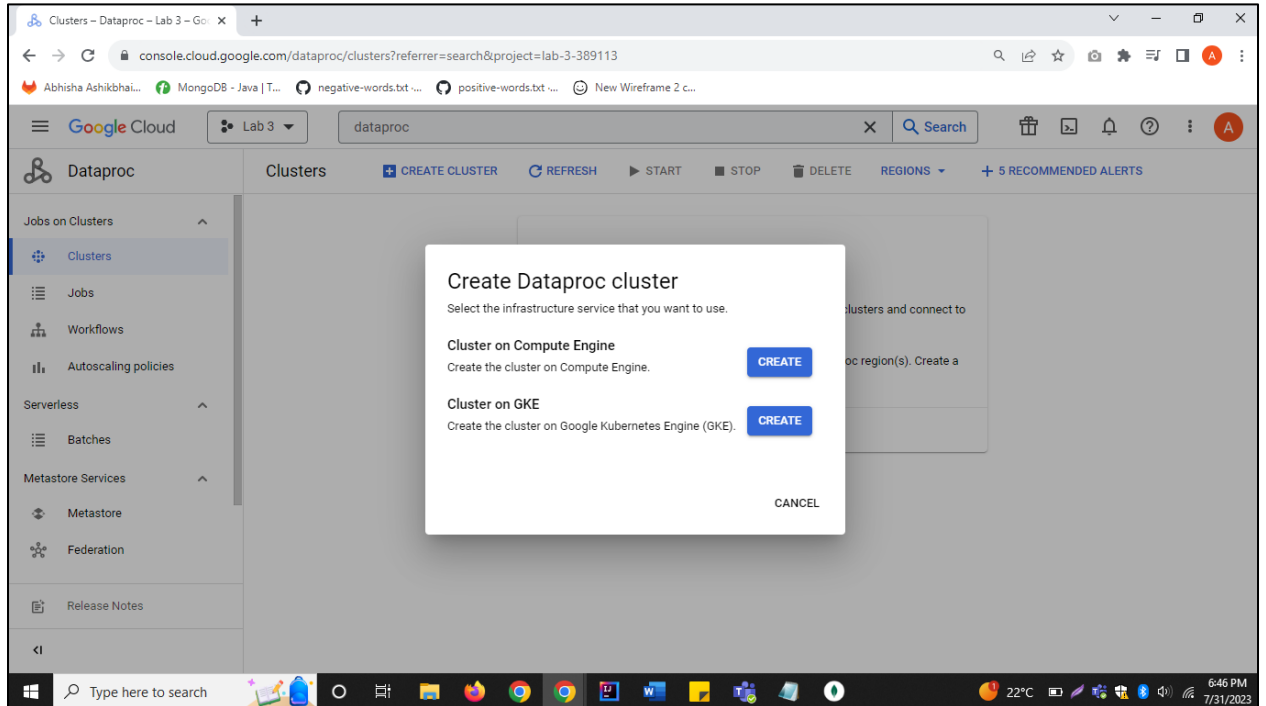 Clusters – Dataproc – Lab 3 – Goo
console.cloud.google.com/dataproc/clusters?referrer=search&project=lab-3-389113
A
Abhisha Ashikbhai... MongoDB - Java | T... negative-words.txt ·... positive-words.txt ·... New Wireframe 2 c...
Google Cloud Lab 3 dataproc Search A
Dataproc Clusters CREATE CLUSTER REFRESH START STOP DELETE REGIONS + 5 RECOMMENDED ALERTS
Jobs on Clusters
Clusters
Jobs
Workflows
Autoscaling policies
Serverless
Batches
Metastore Services
Metastore
Federation
Release Notes
Create Dataproc cluster
Select the infrastructure service that you want to use.
clusters and connect to
Cluster on Compute Engine
Create the cluster on Compute Engine.
CREATE
oc region(s). Create a
Cluster on GKE
Create the cluster on Google Kubernetes Engine (GKE).
CREATE
CANCEL
Type here to search 22°C 6:46 PM
7/31/2023